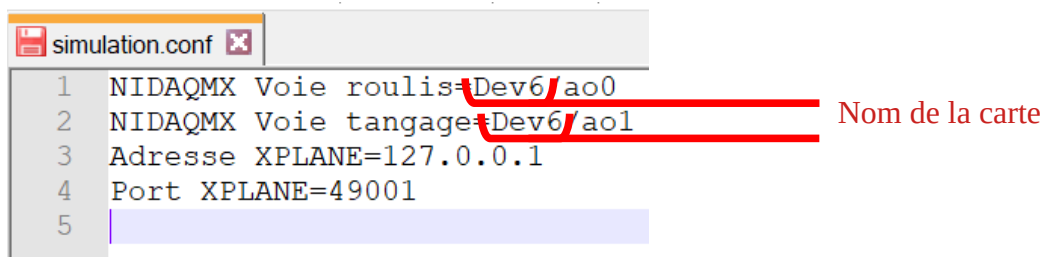 simulation.conf
1 NIDAQMX Voie roulis=Dev6/ao0
2 NIDAQMX Voie tangage=Dev6/ao1
Nom de la carte
3 Adresse XPLANE=127.0.0.1
4 Port XPLANE=49001
5